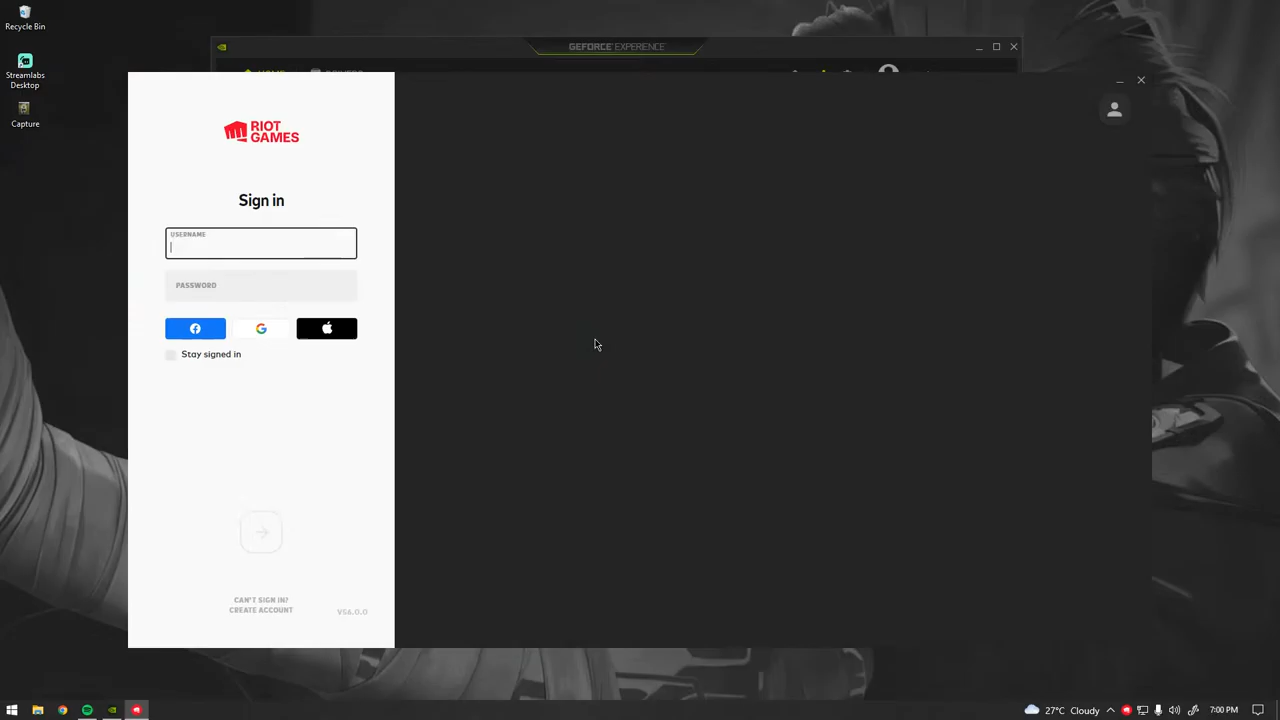 Recycle Bin
Streamlabs
Desktop
Capture
GEFORCE EXPERIENCE
RIOT
GAMES
Sign in
USERNAME
PASSWORD
Stay signed in
CAN'T SIGN IN?
CREATE ACCOUNT
V56.0.0
27°C Cloudy
7:00 PM